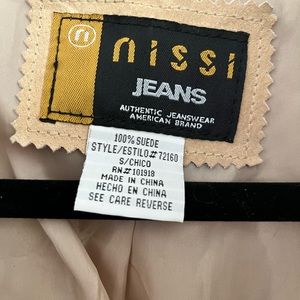 n
nissi
JEANS
AUTHENTIC JEANSWEAR
AMERICAN BRAND
100% SUEDE
STYLE/ESTILO# 72160
S/CHICO
RN# 101918
MADE IN CHINA
HECHO EN CHINA
SEE CARE REVERSE